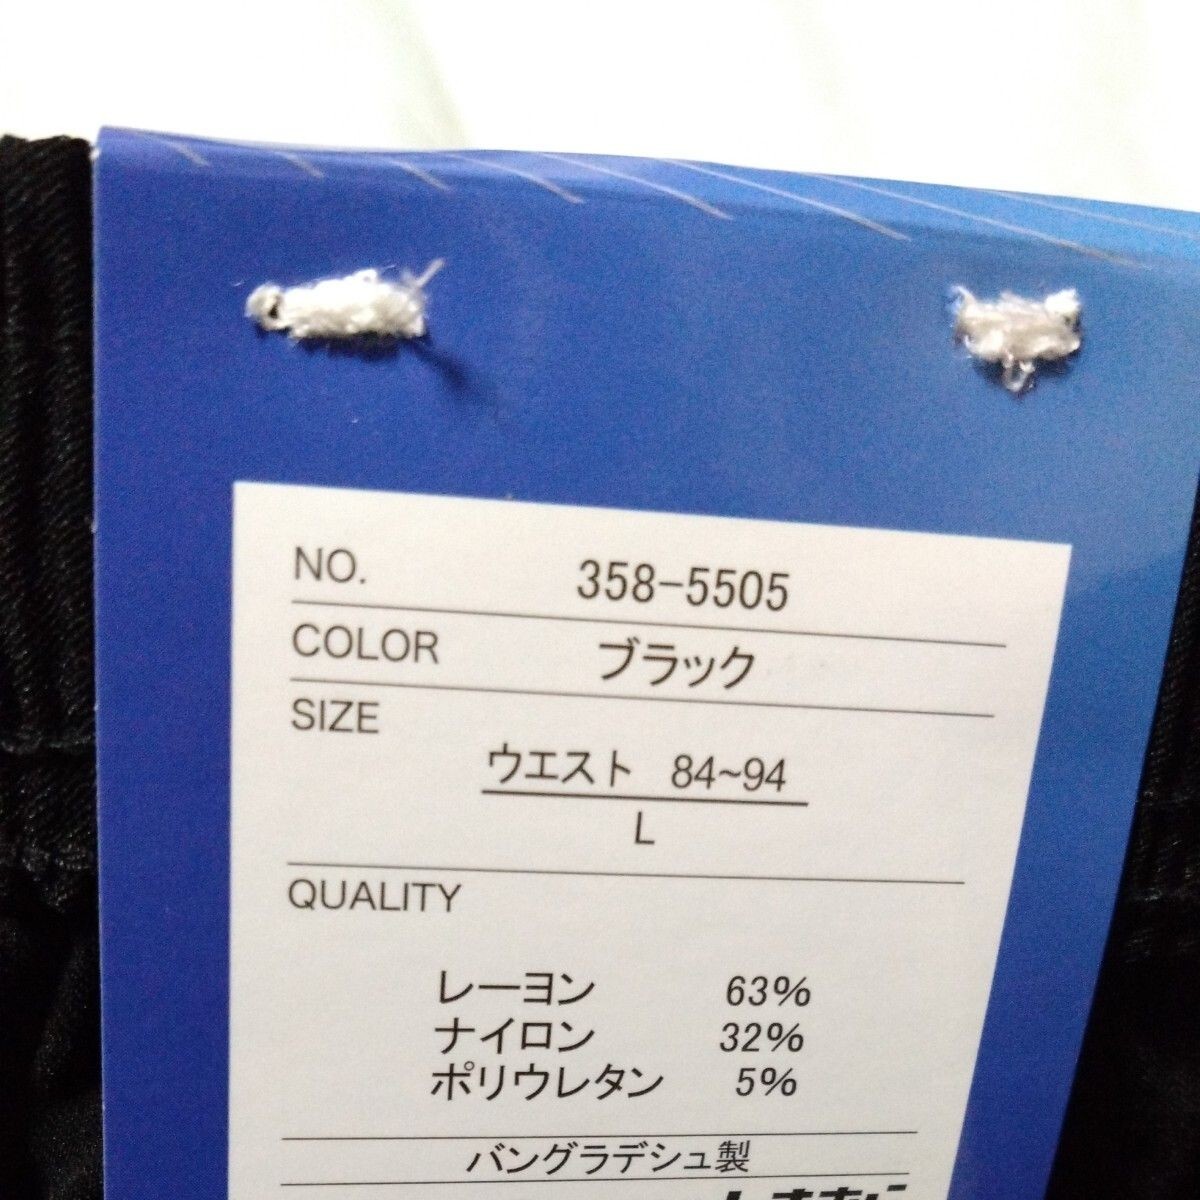 NO. 358-5505
COLOR ブラック
SIZE
ウエスト 84~94
L
QUALITY
レーヨン 63%
ナイロン 32%
ポリウレタン 5%
バングラデシュ製